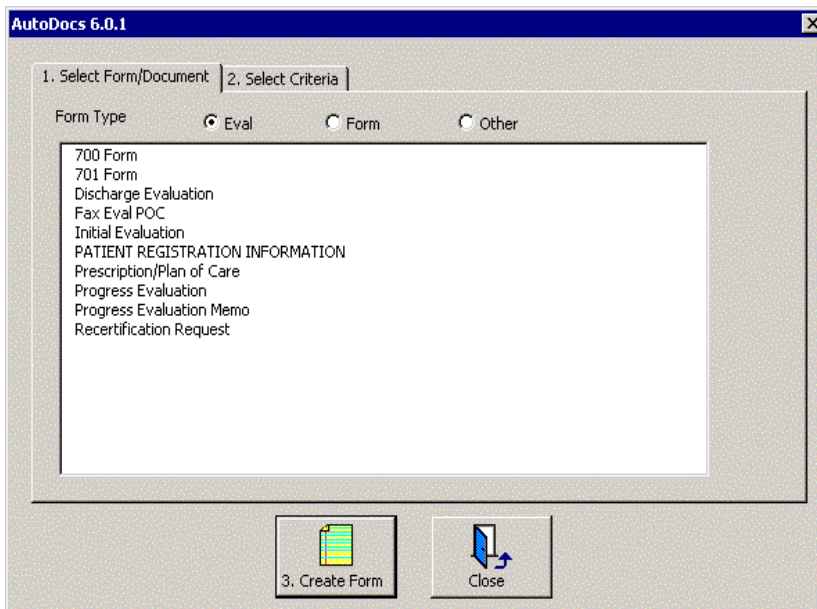 AutoDocs 6.0.1
1. Select Form/Document 2. Select Criteria
Form Type Eval Form Other
700 Form
701 Form
Discharge Evaluation
Fax Eval POC
Initial Evaluation
PATIENT REGISTRATION INFORMATION
Prescription/Plan of Care
Progress Evaluation
Progress Evaluation Memo
Recertification Request
3. Create Form Close